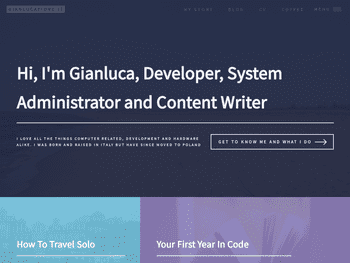 MY STORY BLOG CV COURSE MENU
Hi, I'm Gianluca, Developer, System
Administrator and Content Writer
I LOVE ALL THE THINGS COMPUTER RELATED, DEVELOPMENT AND HARDWARE
ALIKE. I WAS BORN AND RAISED IN ITALY BUT HAVE SINCE MOVED TO POLAND
GET TO KNOW ME AND WHAT I DO
How To Travel Solo
Your First Year In Code